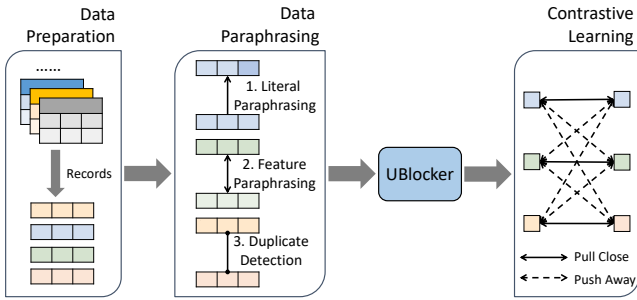 Data
Preparation
......
Records
Data
Paraphrasing
1. Literal
Paraphrasing
2. Feature
Paraphrasing
3. Duplicate
Detection
UBlocker
Contrastive
Learning
Pull Close
Push Away